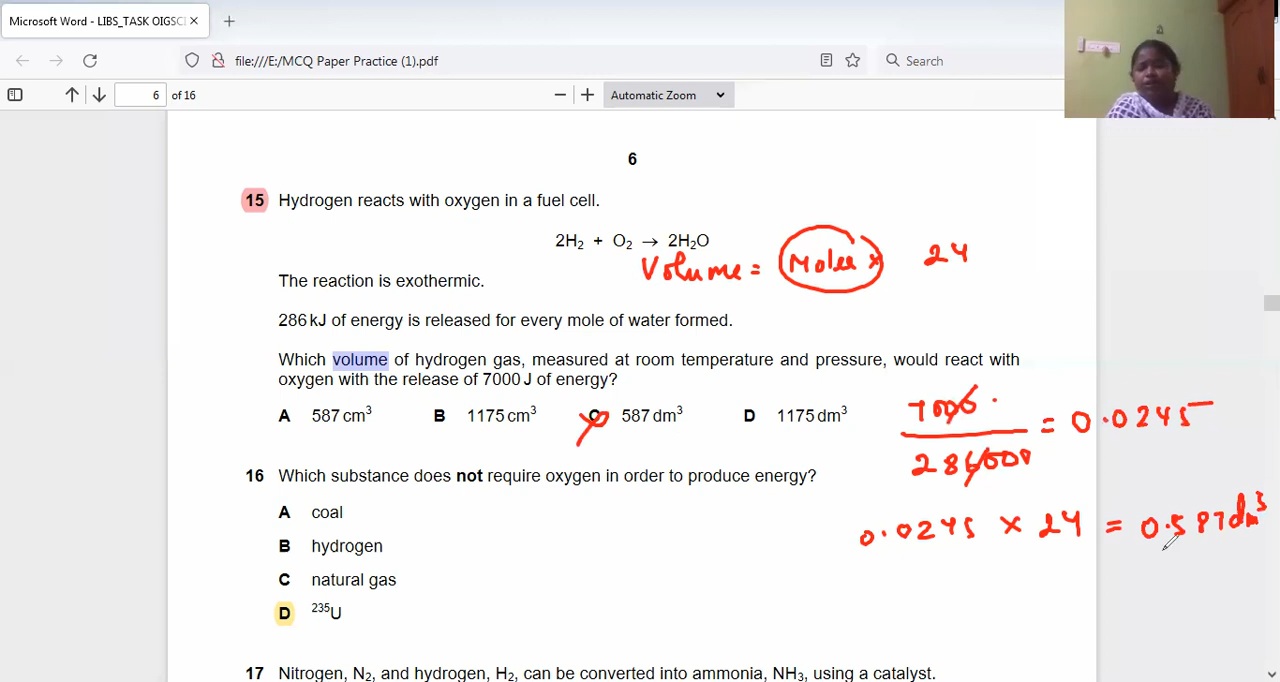 Microsoft Word - LIBS_TASK OIGSC
file:///E:/MCQ Paper Practice (1).pdf
Search
6 of 16
Automatic Zoom
6
15 Hydrogen reacts with oxygen in a fuel cell.
2H₂ + O₂ → 2H₂O
Volume = Moles × 24
The reaction is exothermic.
286 kJ of energy is released for every mole of water formed.
Which volume of hydrogen gas, measured at room temperature and pressure, would react with
oxygen with the release of 7000 J of energy?
A 587 cm³ B 1175 cm³ C 587 dm³ D 1175 dm³
7000
286000 = 0.0245
16 Which substance does not require oxygen in order to produce energy?
A coal
0.0245 × 24 = 0.587 dm³
B hydrogen
C natural gas
D ²³⁵U
17 Nitrogen, N₂, and hydrogen, H₂, can be converted into ammonia, NH₃, using a catalyst.